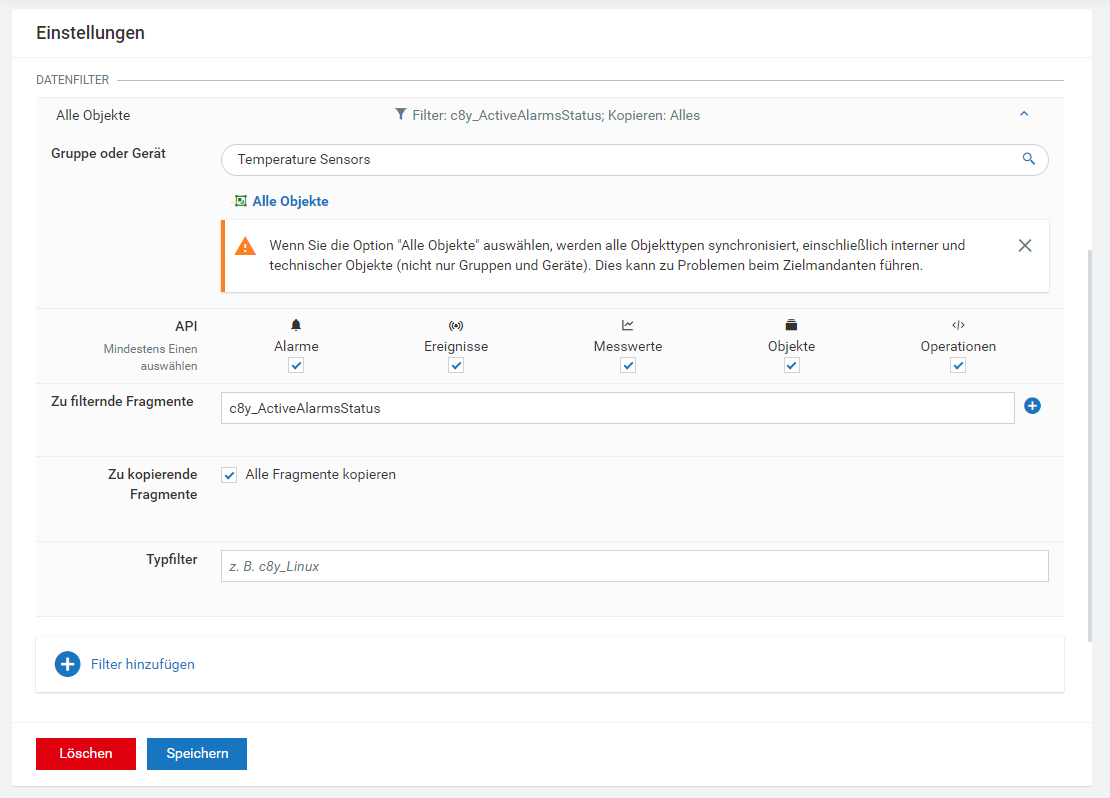 Einstellungen
DATENFILTER
Alle Objekte
Filter: c8y_ActiveAlarmsStatus; Kopieren: Alles
Gruppe oder Gerät
Temperature Sensors
Alle Objekte
Wenn Sie die Option "Alle Objekte" auswählen, werden alle Objekttypen synchronisiert, einschließlich interner und
technischer Objekte (nicht nur Gruppen und Geräte). Dies kann zu Problemen beim Zielmandanten führen.
API
Mindestens Einen
auswählen
Alarme
Ereignisse
Messwerte
Objekte
Operationen
Zu filternde Fragmente
c8y_ActiveAlarmsStatus
Zu kopierende
Fragmente
Alle Fragmente kopieren
Typfilter
z. B. c8y_Linux
Filter hinzufügen
Löschen
Speichern